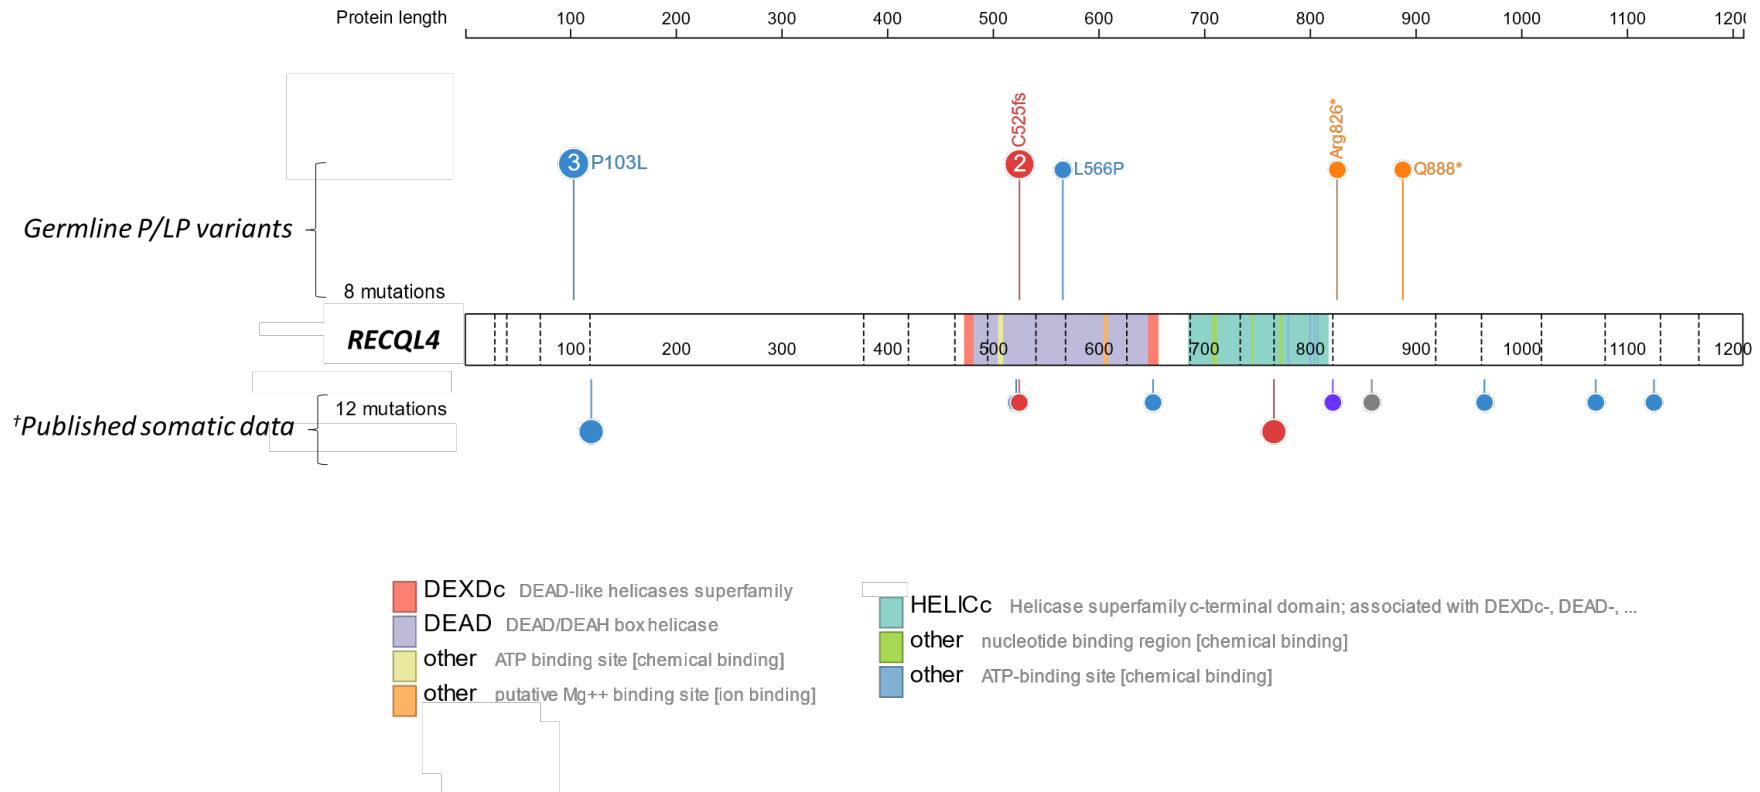 Protein length 100 200 300 400 500 600 700 800 900 1000 1100 120
C525fs
Arg826*
3 P103L 2 L566P Q888*
Germline P/LP variants
8 mutations
RECQL4 100 200 300 400 500 600 700 800 900 1000 1100 1200
12 mutations
†Published somatic data
DEXDc DEAD-like helicases superfamily
DEAD DEAD/DEAH box helicase
other ATP binding site [chemical binding]
other putative Mg++ binding site [ion binding]
HELICc Helicase superfamily c-terminal domain; associated with DEXDc-, DEAD-, ...
other nucleotide binding region [chemical binding]
other ATP-binding site [chemical binding]